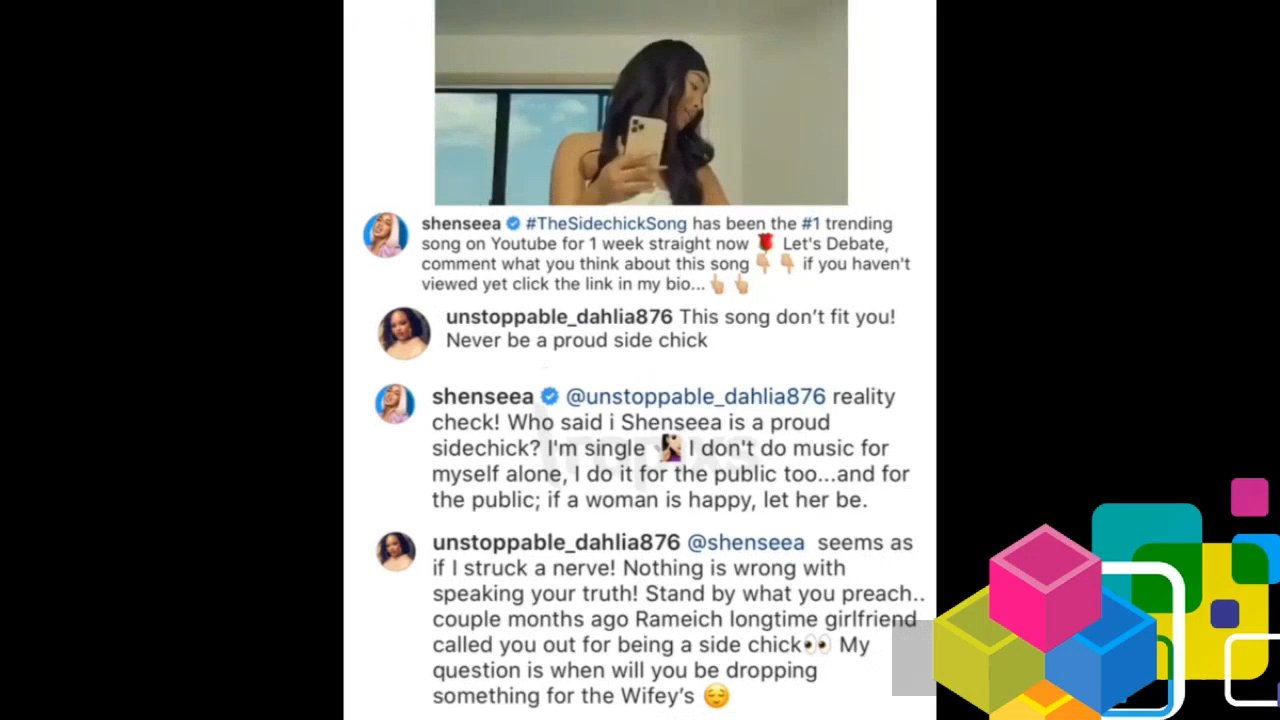 shenseea #TheSidechickSong has been the #1 trending
song on Youtube for 1 week straight now 🌹 Let's Debate,
comment what you think about this song 👇🏼 👇🏼 if you haven't
viewed yet click the link in my bio... 👆🏼 👆🏼
unstoppable_dahlia876 This song don't fit you!
Never be a proud side chick
shenseea @unstoppable_dahlia876 reality
check! Who said i Shenseea is a proud
sidechick? I'm single 💁🏻‍♀️ I don't do music for
myself alone, I do it for the public too...and for
the public; if a woman is happy, let her be.
unstoppable_dahlia876 @shenseea seems as
if I struck a nerve! Nothing is wrong with
speaking your truth! Stand by what you preach..
couple months ago Rameich longtime girlfriend
called you out for being a side chick👀 My
question is when will you be dropping
something for the Wifey's 😌